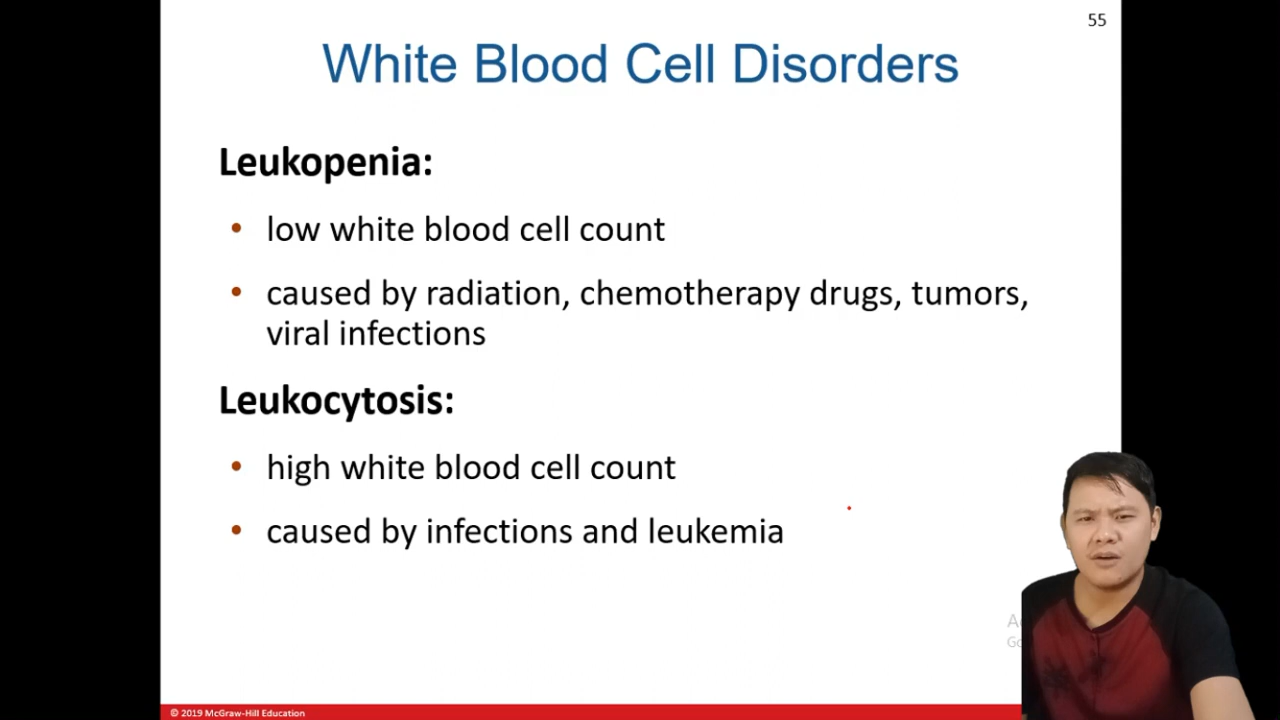 55
White Blood Cell Disorders
Leukopenia:
• low white blood cell count
• caused by radiation, chemotherapy drugs, tumors,
viral infections
Leukocytosis:
• high white blood cell count
• caused by infections and leukemia
© 2019 McGraw-Hill Education